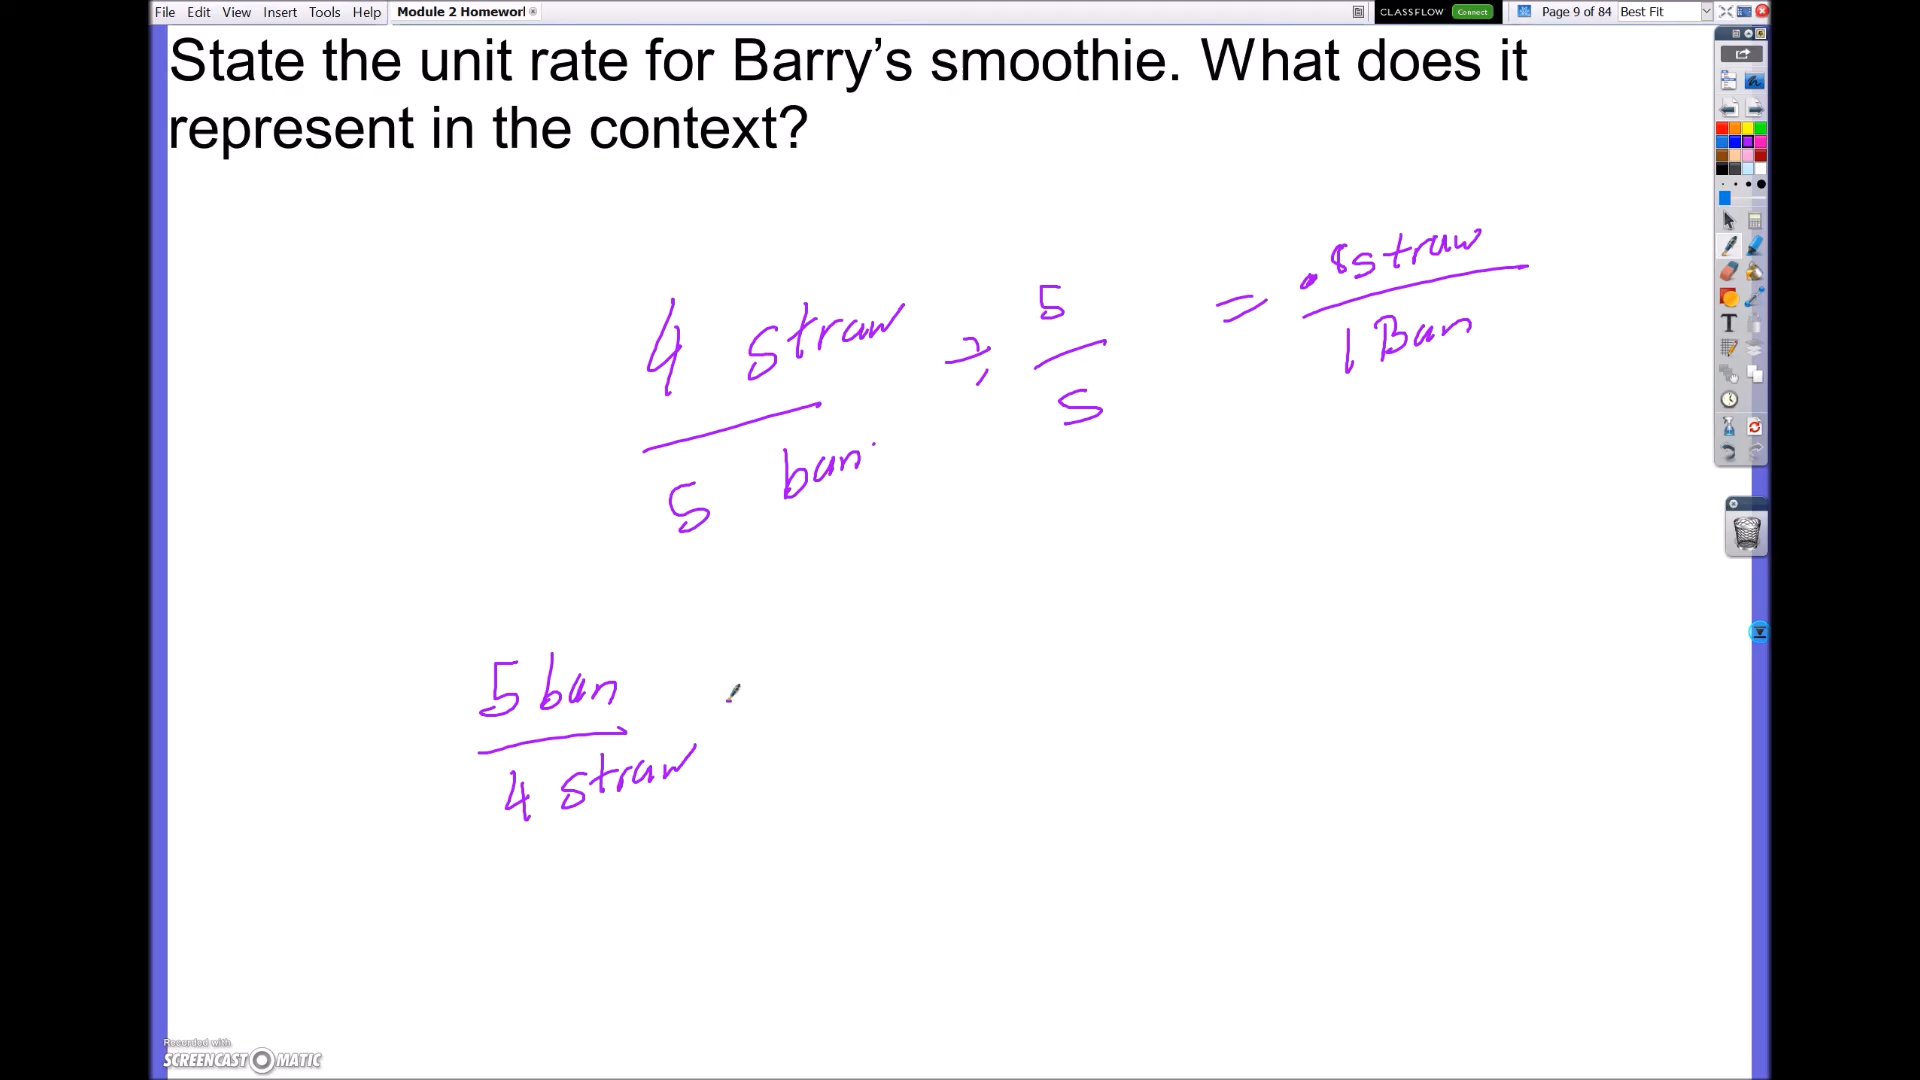 File Edit View Insert Tools Help Module 2 Homeworl CLASSFLOW Connect Page 9 of 84 Best Fit
State the unit rate for Barry’s smoothie. What does it
represent in the context?
4 straw ÷ 5 = .8 straw
5 ban 5 1 Ban
5 ban
4 straw
T
Recorded with
SCREENCAST MATIC